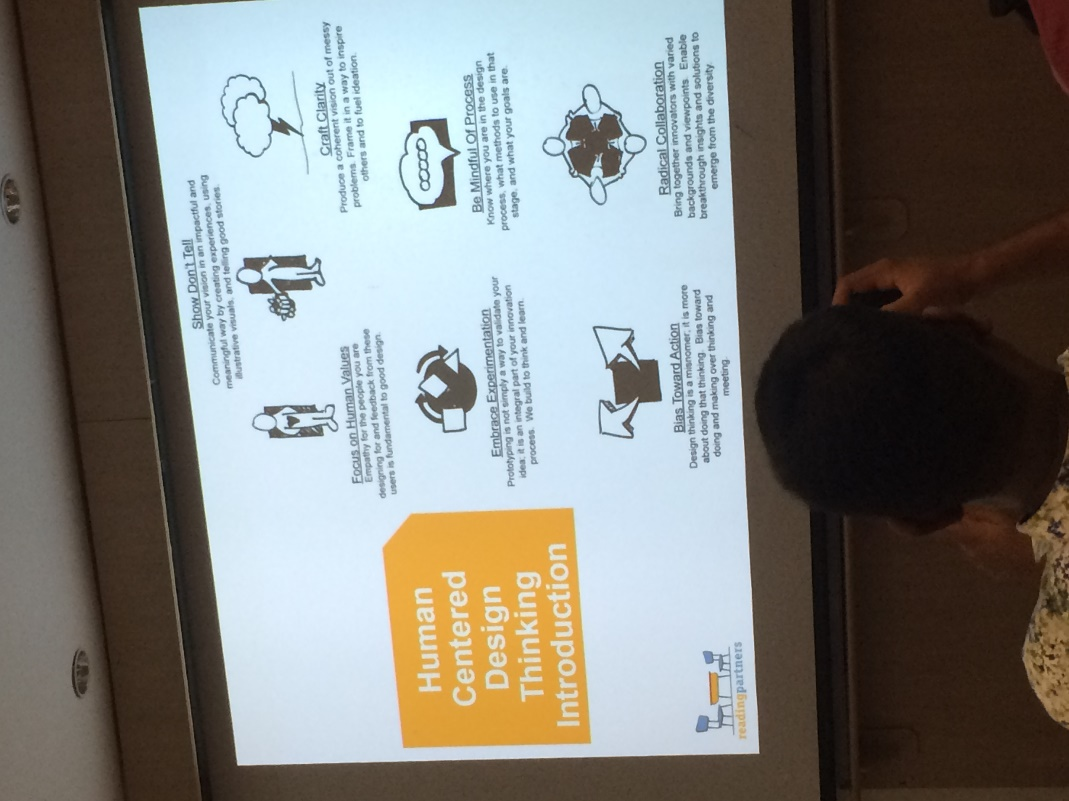 Human
Centered
Design
Thinking
Introduction
Show Don't Tell
Communicate your vision in an impactful and
meaningful way by creating experiences, using
illustrative visuals, and telling good stories.
Craft Clarity
Produce a coherent vision out of messy
problems. Frame it in a way to inspire
others and to fuel ideation.
Focus on Human Values
Empathy for the people you are
designing for and feedback from these
users is fundamental to good design.
Embrace Experimentation
Prototyping is not simply a way to validate your
idea; it is an integral part of your innovation
process. We build to think and learn.
Be Mindful Of Process
Know where you are in the design
process, what methods to use in that
stage, and what your goals are.
Bias Toward Action
Design thinking is a misnomer; it is more
about doing that thinking. Bias toward
doing and making over thinking and
meeting.
Radical Collaboration
Bring together innovators with varied
backgrounds and viewpoints. Enable
breakthrough insights and solutions to
emerge from the diversity.
readingpartners